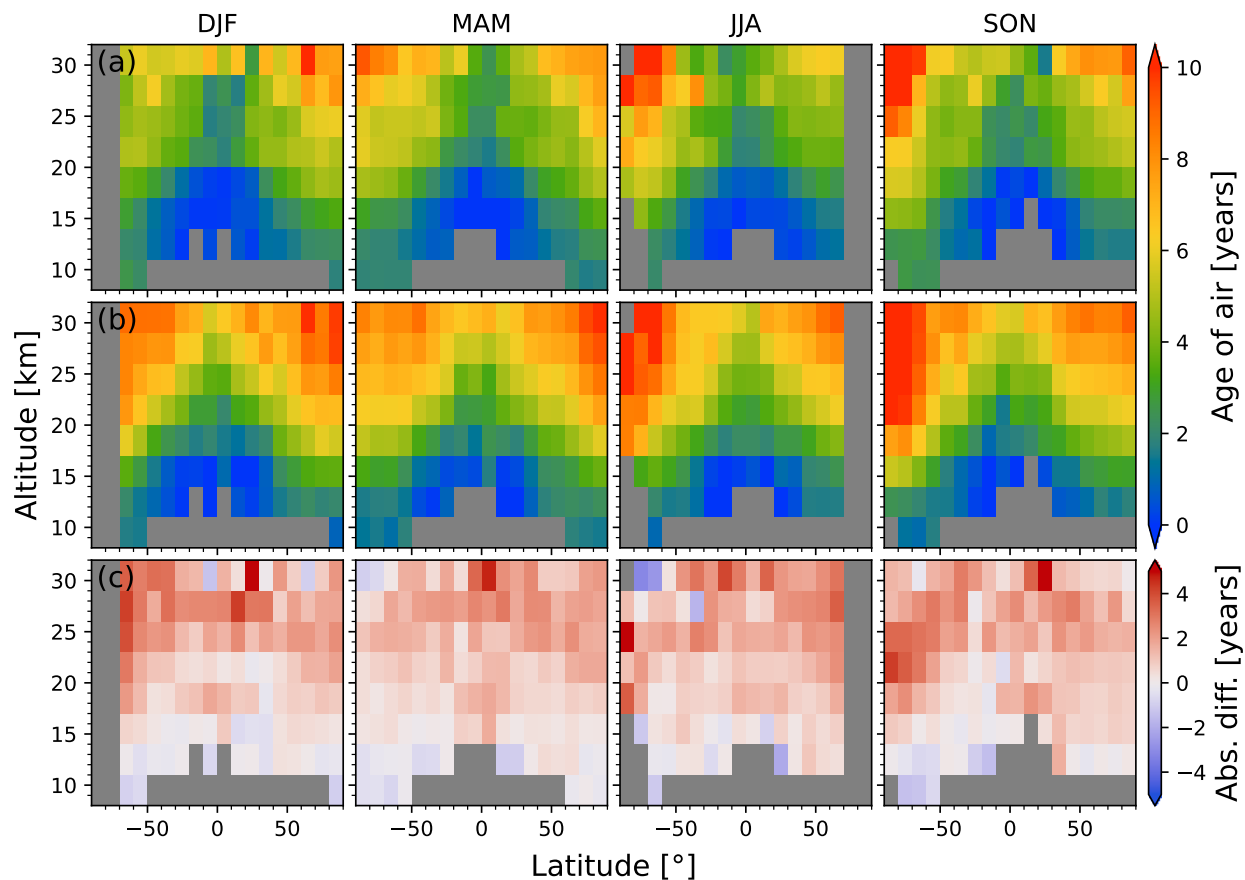 DJF MAM JJA SON
(a)
30
25
20
15
10
(b)
30
25
20
15
10
(c)
30
25
20
15
10
−50 0 50 −50 0 50 −50 0 50 −50 0 50
Altitude [km]
Latitude [°]
10
8
6
4
2
0
Age of air [years]
4
2
0
−2
−4
Abs. diff. [years]